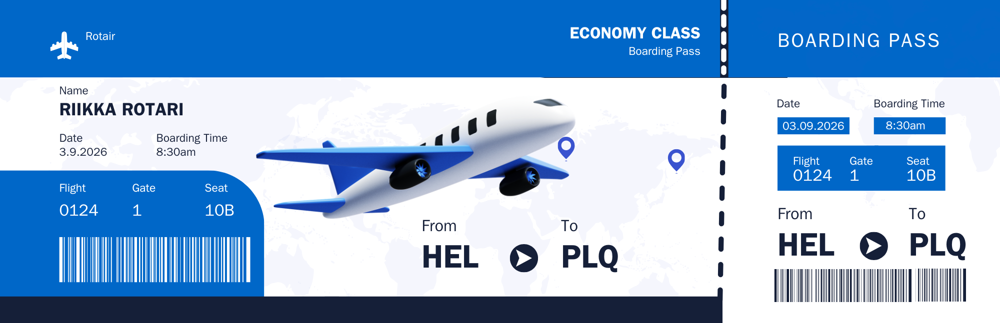 Rotair
ECONOMY CLASS
Boarding Pass
Name
RIIKKA ROTARI
Date Boarding Time
3.9.2026 8:30am
Flight Gate Seat
0124 1 10B
From To
HEL PLQ
BOARDING PASS
Date Boarding Time
03.09.2026 8:30am
Flight Gate Seat
0124 1 10B
From To
HEL PLQ